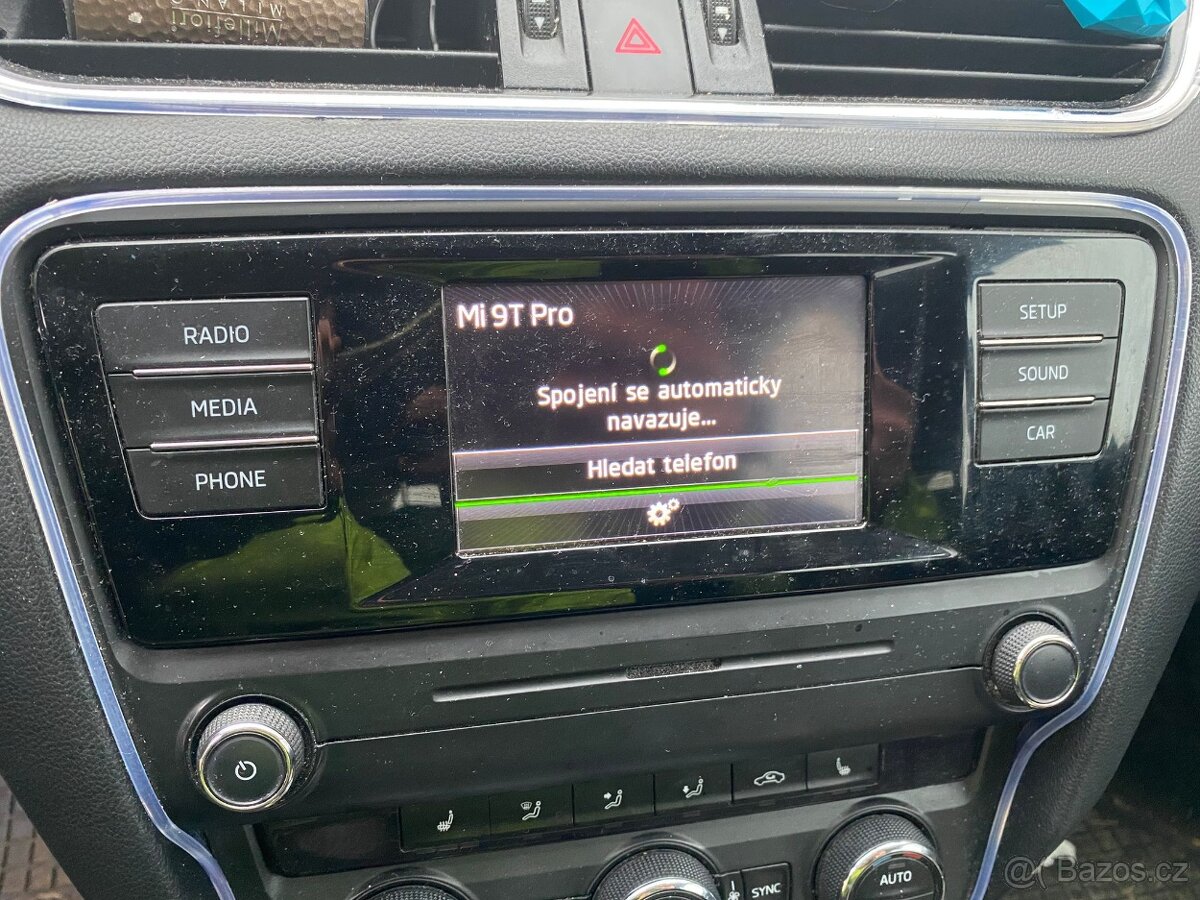 MILANO
Millefiori
RADIO
MEDIA
PHONE
Mi 9T Pro
Spojení se automaticky
navazuje...
Hledat telefon
SETUP
SOUND
CAR
SYNC
AUTO
Bazos.cz